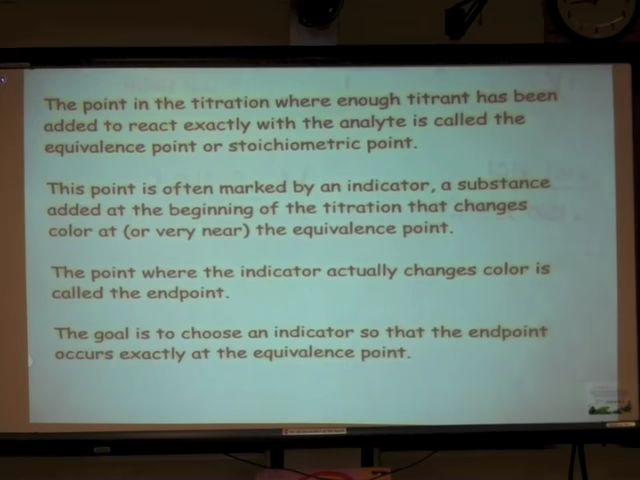 The point in the titration where enough titrant has been
added to react exactly with the analyte is called the
equivalence point or stoichiometric point.
This point is often marked by an indicator, a substance
added at the beginning of the titration that changes
color at (or very near) the equivalence point.
The point where the indicator actually changes color is
called the endpoint.
The goal is to choose an indicator so that the endpoint
occurs exactly at the equivalence point.